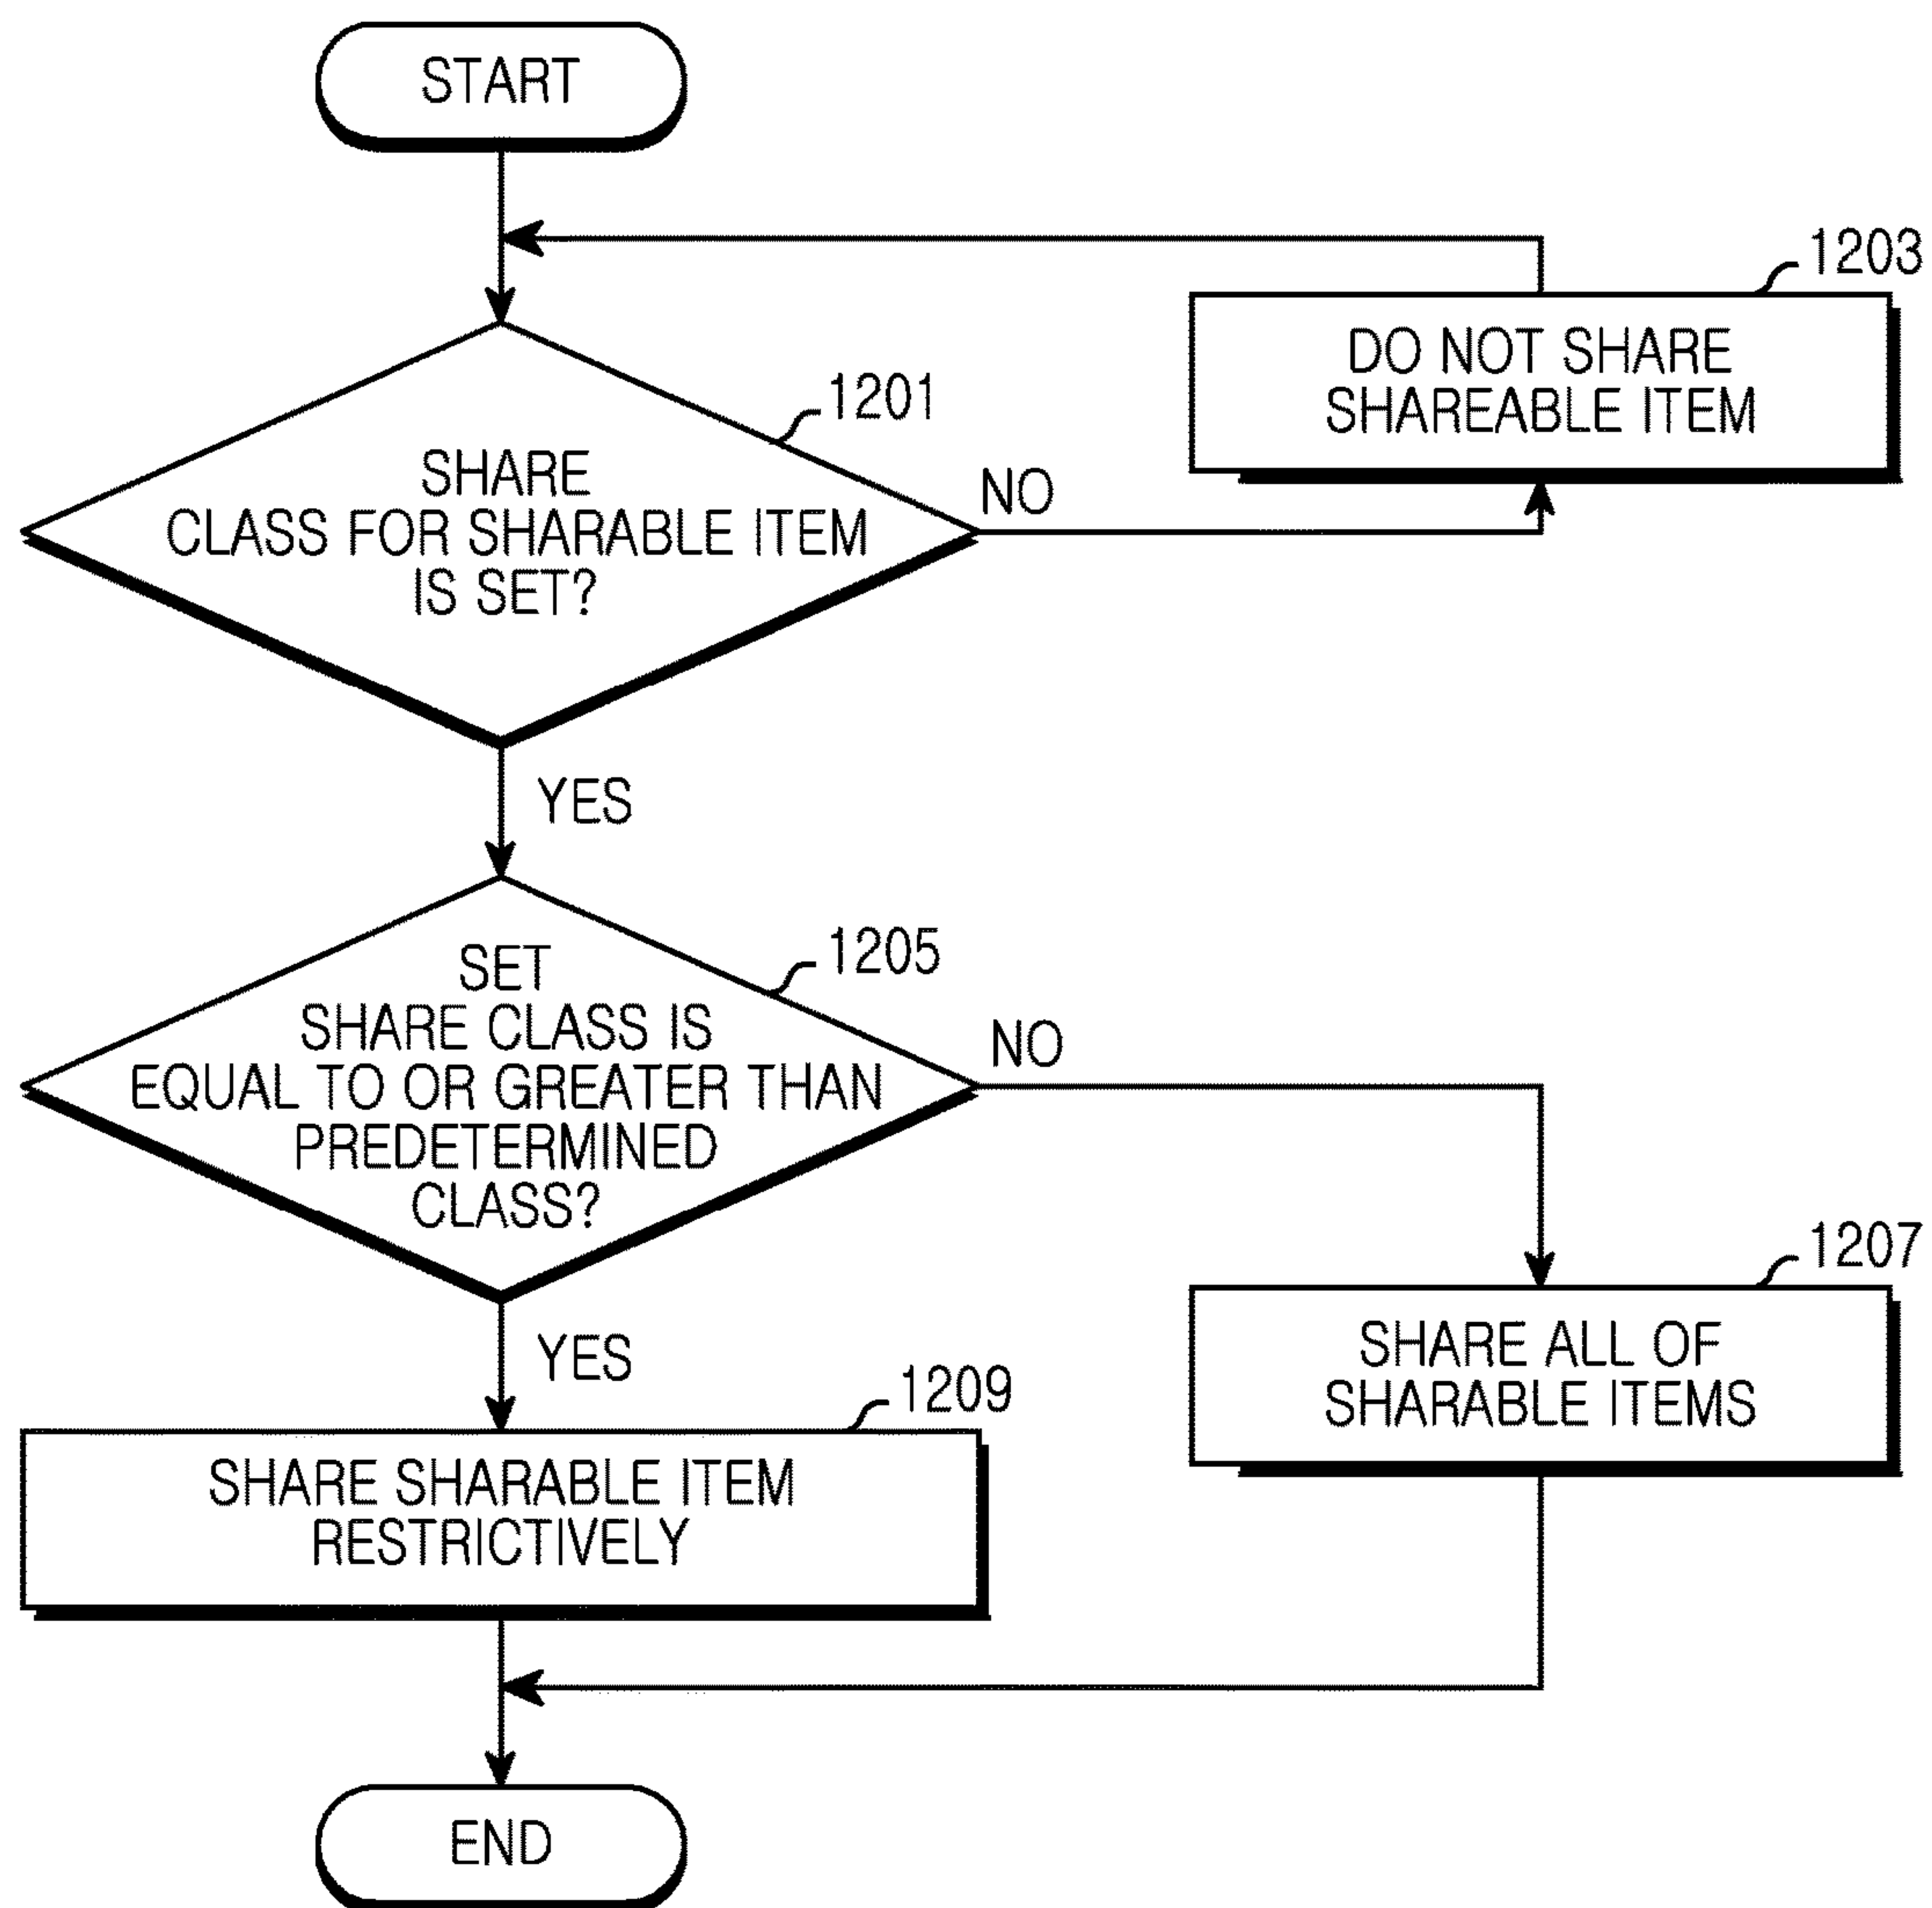 START
1203
DO NOT SHARE
SHAREABLE ITEM
1201
SHARE
CLASS FOR SHARABLE ITEM
IS SET?
NO
YES
1205
SET
SHARE CLASS IS
EQUAL TO OR GREATER THAN
PREDETERMINED
CLASS?
NO
1207
SHARE ALL OF
SHARABLE ITEMS
YES
1209
SHARE SHARABLE ITEM
RESTRICTIVELY
END